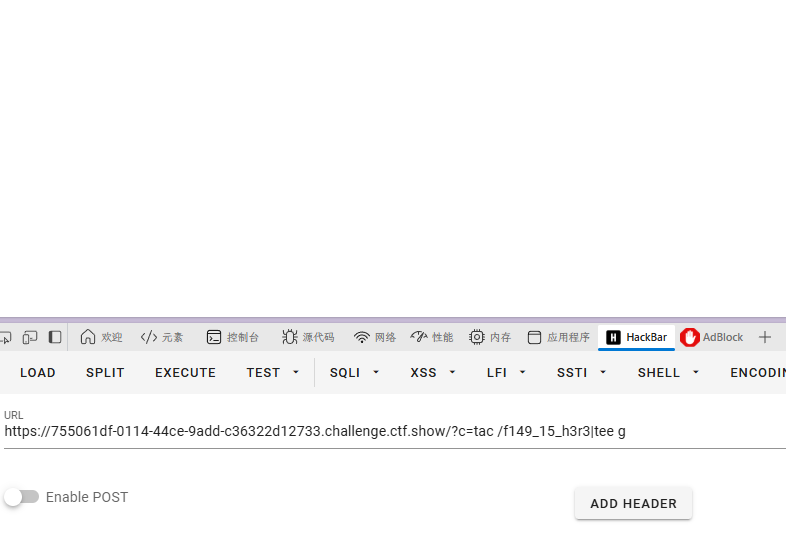 欢迎 元素 控制台 源代码 网络 性能 内存 应用程序 HackBar AdBlock
LOAD SPLIT EXECUTE TEST SQLI XSS LFI SSTI SHELL ENCODIN
URL
https://755061df-0114-44ce-9add-c36322d12733.challenge.ctf.show/?c=tac /f149_15_h3r3|tee g
Enable POST ADD HEADER